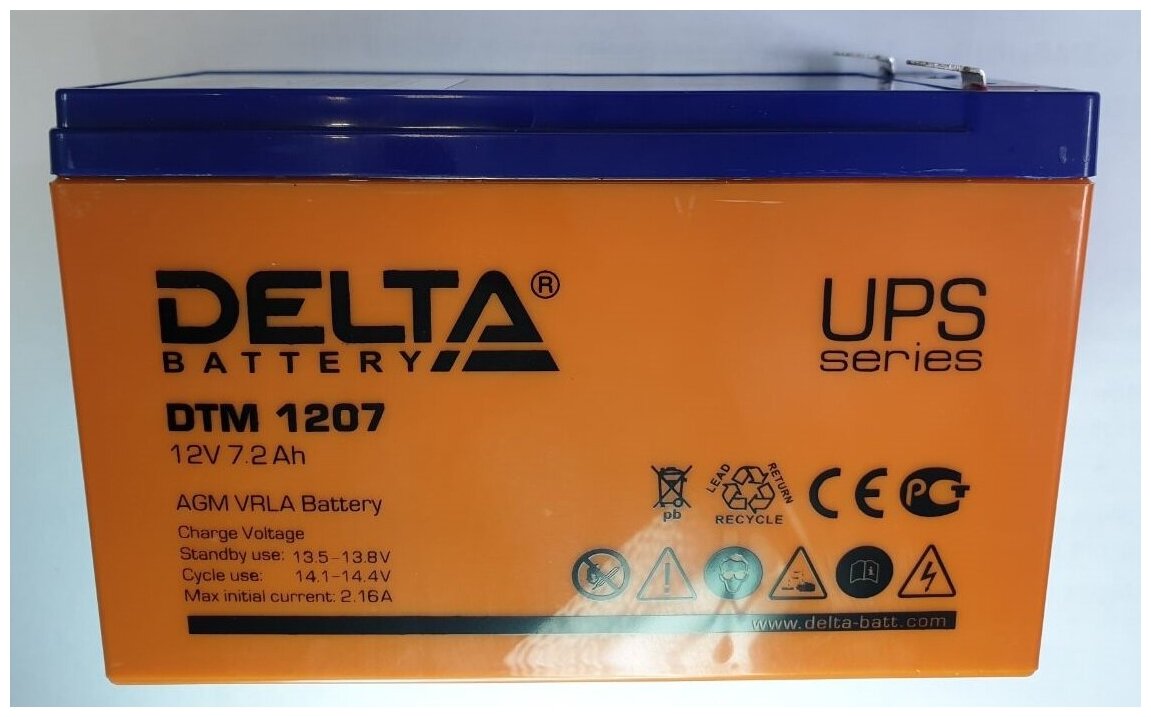 DELTA®
BATTERY
UPS
series
DTM 1207
12V 7.2 Ah
AGM VRLA Battery
Charge Voltage
Standby use: 13.5-13.8V
Cycle use: 14.1-14.4V
Max initial current: 2.16A
pb
LEAD
RETURN
RECYCLE
CE
РСТ
www.delta-batt.com